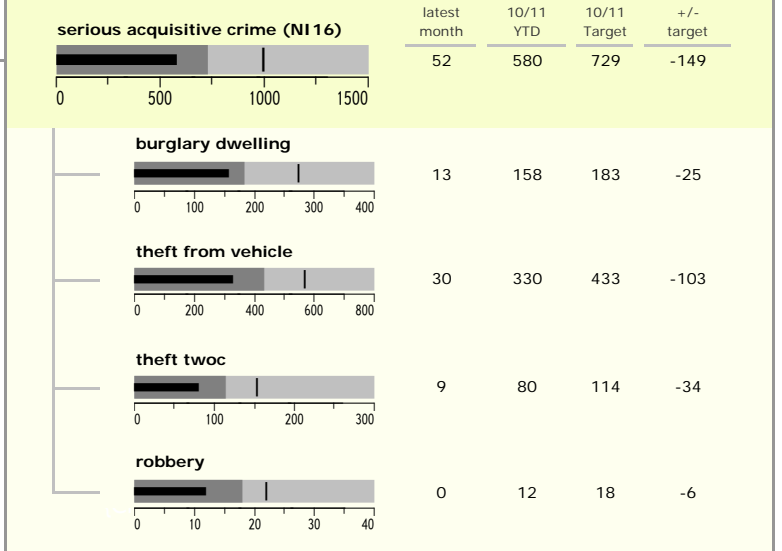 latest 10/11 10/11 +/-
serious acquisitive crime (NI16) month YTD Target target
52 580 729 -149
0 500 1000 1500
burglary dwelling
13 158 183 -25
0 100 200 300 400
theft from vehicle
30 330 433 -103
0 200 400 600 800
theft twoc
9 80 114 -34
0 100 200 300
robbery
0 12 18 -6
0 10 20 30 40